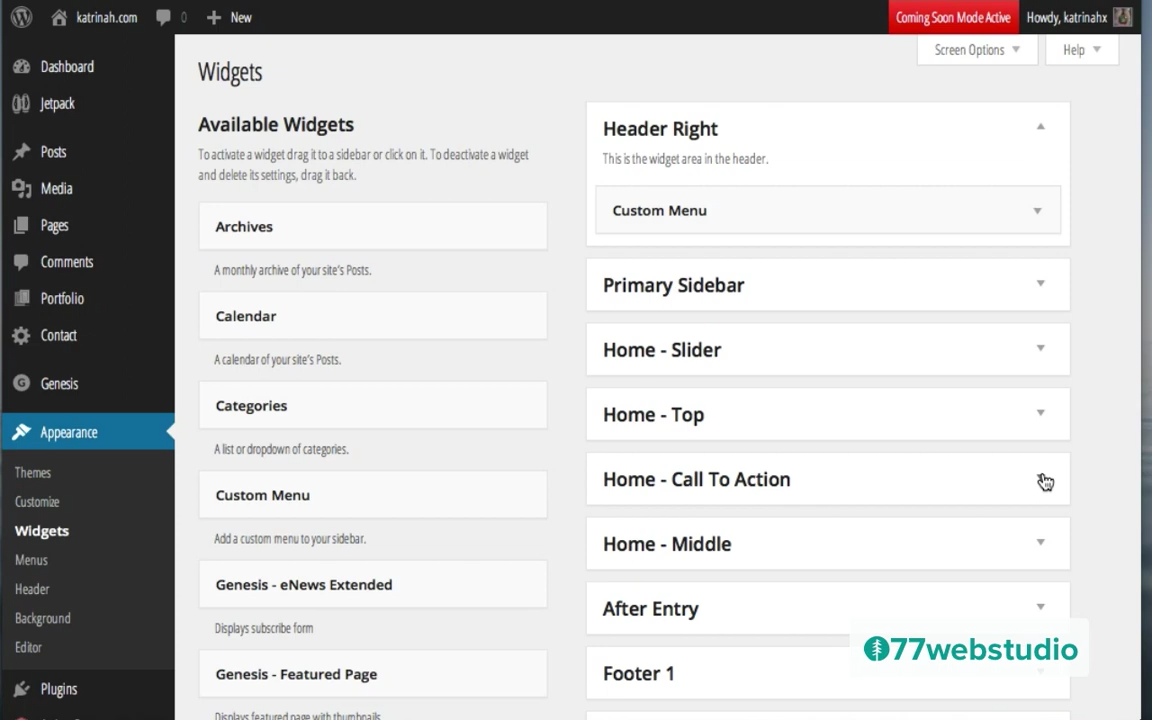 katrinah.com 0 New Coming Soon Mode Active Howdy, katrinahx
Screen Options Help
Dashboard
Jetpack
Posts
Media
Pages
Comments
Portfolio
Contact
Genesis
Appearance
Themes
Customize
Widgets
Menus
Header
Background
Editor
Plugins
Widgets
Available Widgets
To activate a widget drag it to a sidebar or click on it. To deactivate a widget
and delete its settings, drag it back.
Archives
A monthly archive of your site's Posts.
Calendar
A calendar of your site's Posts.
Categories
A list or dropdown of categories.
Custom Menu
Add a custom menu to your sidebar.
Genesis - eNews Extended
Displays subscribe form
Genesis - Featured Page
Displays featured page with thumbnails
Header Right
This is the widget area in the header.
Custom Menu
Primary Sidebar
Home - Slider
Home - Top
Home - Call To Action
Home - Middle
After Entry
Footer 1
77webstudio